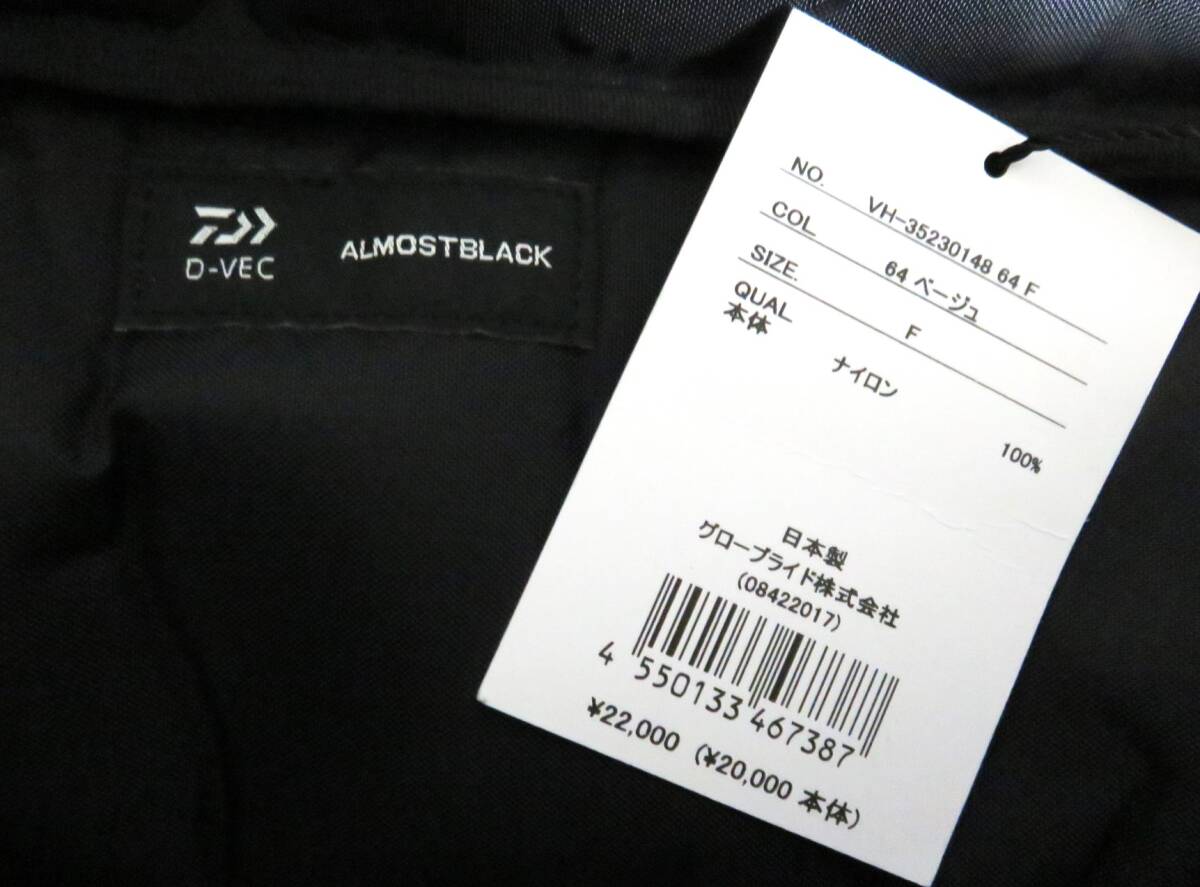 D-VEC
ALMOSTBLACK
NO. VH-35230148 64 F
COL 64 ベージュ
SIZE. F
QUAL
本体 ナイロン 100%
日本製
グローブライド株式会社
(08422017)
4 550133 467387
¥22,000 (¥20,000 本体)